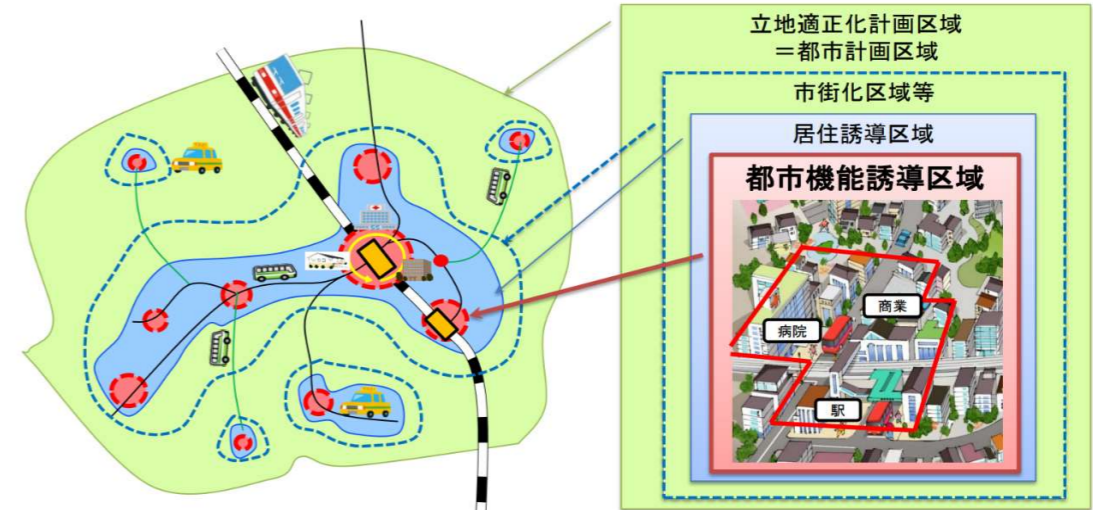 立地適正化計画区域
＝都市計画区域
市街化区域等
居住誘導区域
都市機能誘導区域
商業
病院
駅